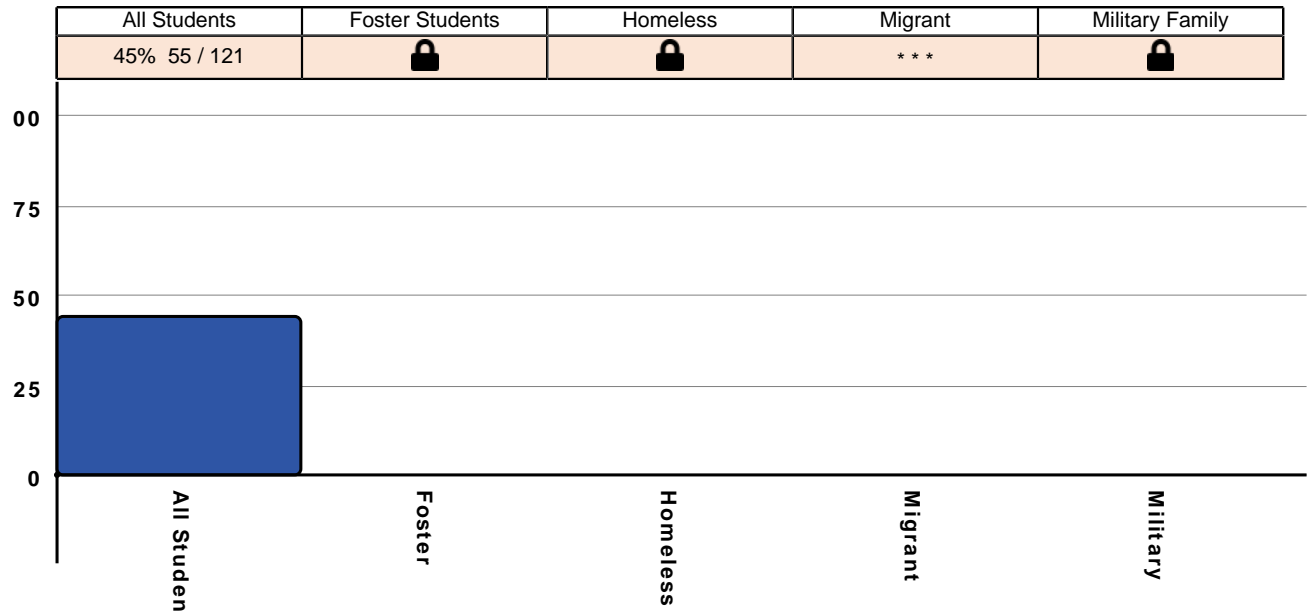 All Students Foster Students Homeless Migrant Military Family
45% 55 / 121 * * *
00
75
50
25
0
All Studen
Foster
Homeless
Migrant
Military